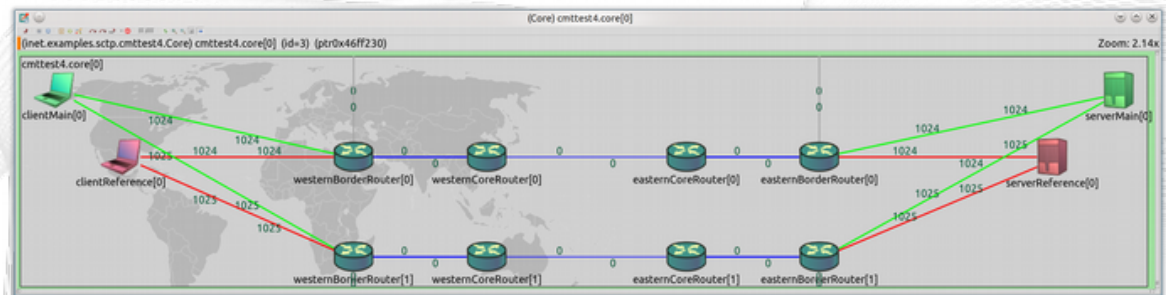 (Core) cmttest4.core[0]
(inet.examples.sctp.cmttest4.Core) cmttest4.core[0] (id=3) (ptr0x46ff230)
Zoom: 2.14x
cmttest4.core[0]
0
0
0
0
clientMain[0]
1024
1024
serverMain[0]
1024
1024
1025
1024
1024
0
0
0
0
0
0
1024
1025
1024
clientReference[0]
westernBorderRouter[0]
westernCoreRouter[0]
easternCoreRouter[0]
easternBorderRouter[0]
serverReference[0]
1025
1025
1025
1025
1025
1025
0
0
0
0
0
0
westernBorderRouter[1]
westernCoreRouter[1]
easternCoreRouter[1]
easternBorderRouter[1]